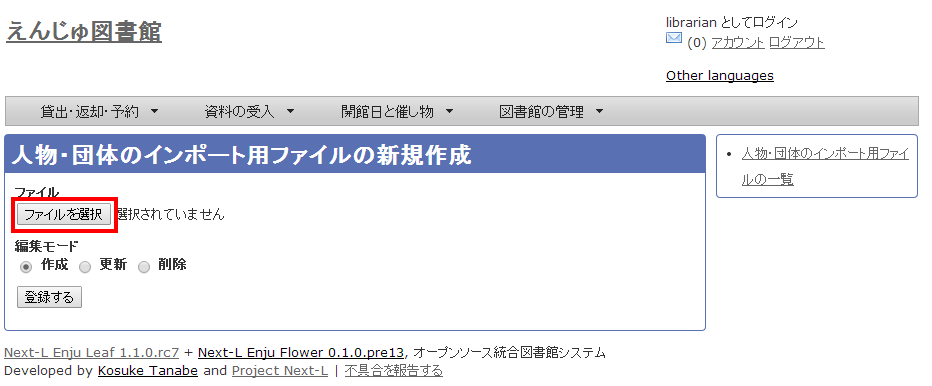 えんじゅ図書館
librarian としてログイン
(0) アカウント ログアウト
Other languages
貸出・返却・予約 資料の受入 開館日と催し物 図書館の管理
人物・団体のインポート用ファイルの新規作成
ファイル
ファイルを選択 選択されていません
編集モード
作成 更新 削除
登録する
人物・団体のインポート用ファイ
ルの一覧
Next-L Enju Leaf 1.1.0.rc7 + Next-L Enju Flower 0.1.0.pre13, オープンソース統合図書館システム
Developed by Kosuke Tanabe and Project Next-L | 不具合を報告する